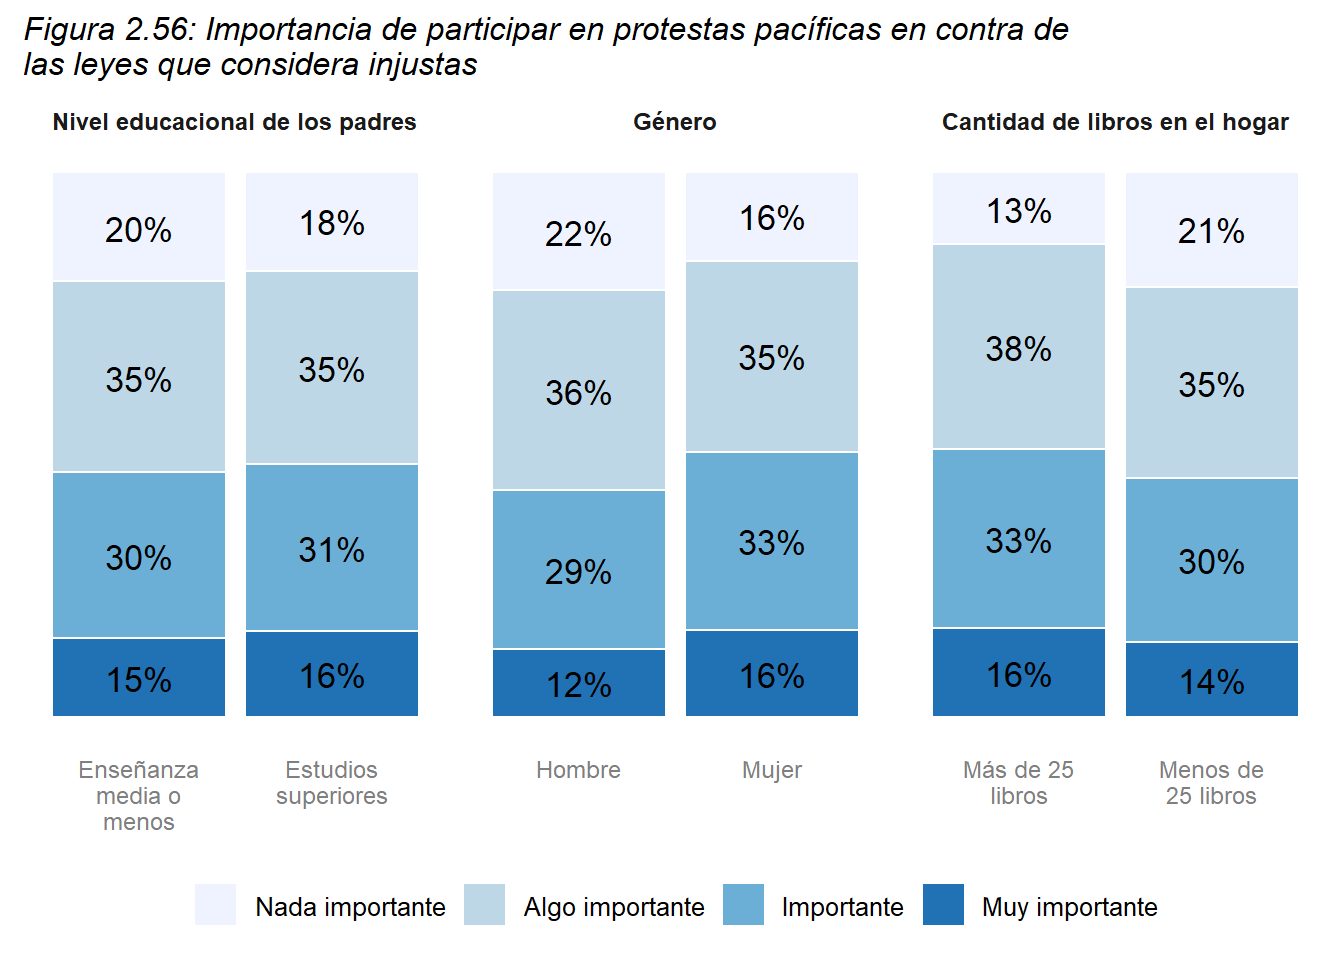 Figura 2.56: Importancia de participar en protestas pacíficas en contra de
las leyes que considera injustas
Nivel educacional de los padres
20%
18%
35%
35%
30%
31%
15%
16%
Enseñanza
media o
menos
Estudios
superiores
Género
22%
16%
36%
35%
29%
33%
12%
16%
Hombre
Mujer
Cantidad de libros en el hogar
13%
21%
38%
35%
33%
30%
16%
14%
Más de 25
libros
Menos de
25 libros
Nada importante
Algo importante
Importante
Muy importante